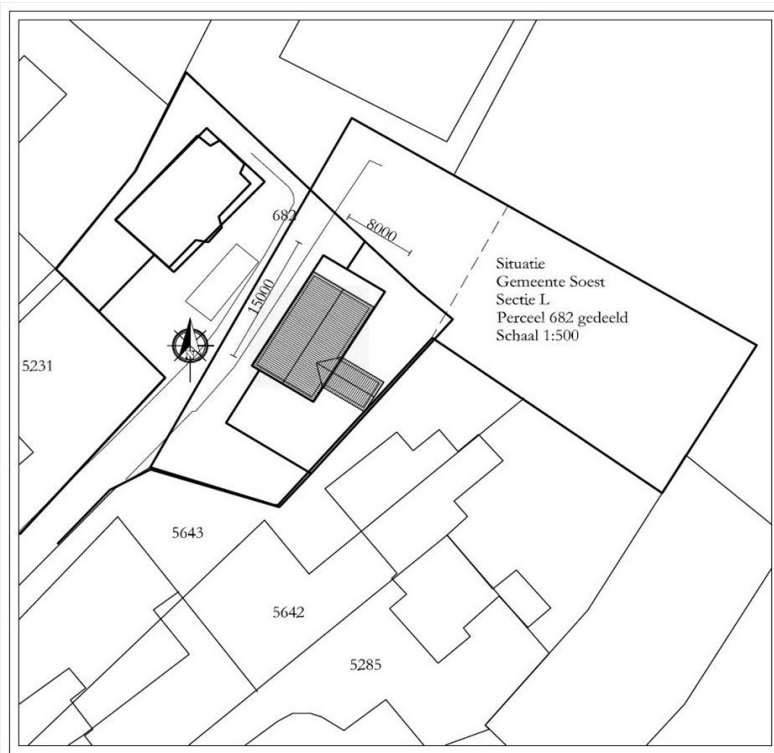 682
8000
15000
Situatie
Gemeente Soest
Sectie L
Perceel 682 gedeeld
Schaal 1:500
5231
5643
5642
5285